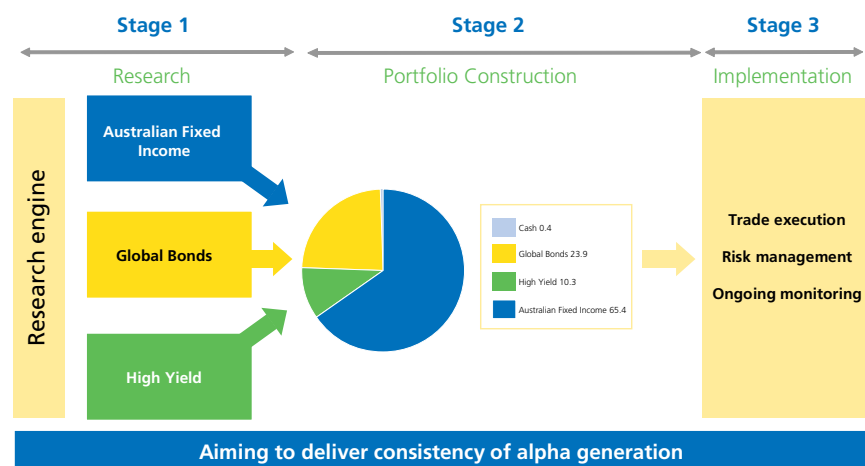 Stage 1
Stage 2
Stage 3
Research
Portfolio Construction
Implementation
Research engine
Australian Fixed
Income
Global Bonds
High Yield
Cash 0.4
Global Bonds 23.9
High Yield 10.3
Australian Fixed Income 65.4
Trade execution
Risk management
Ongoing monitoring
Aiming to deliver consistency of alpha generation